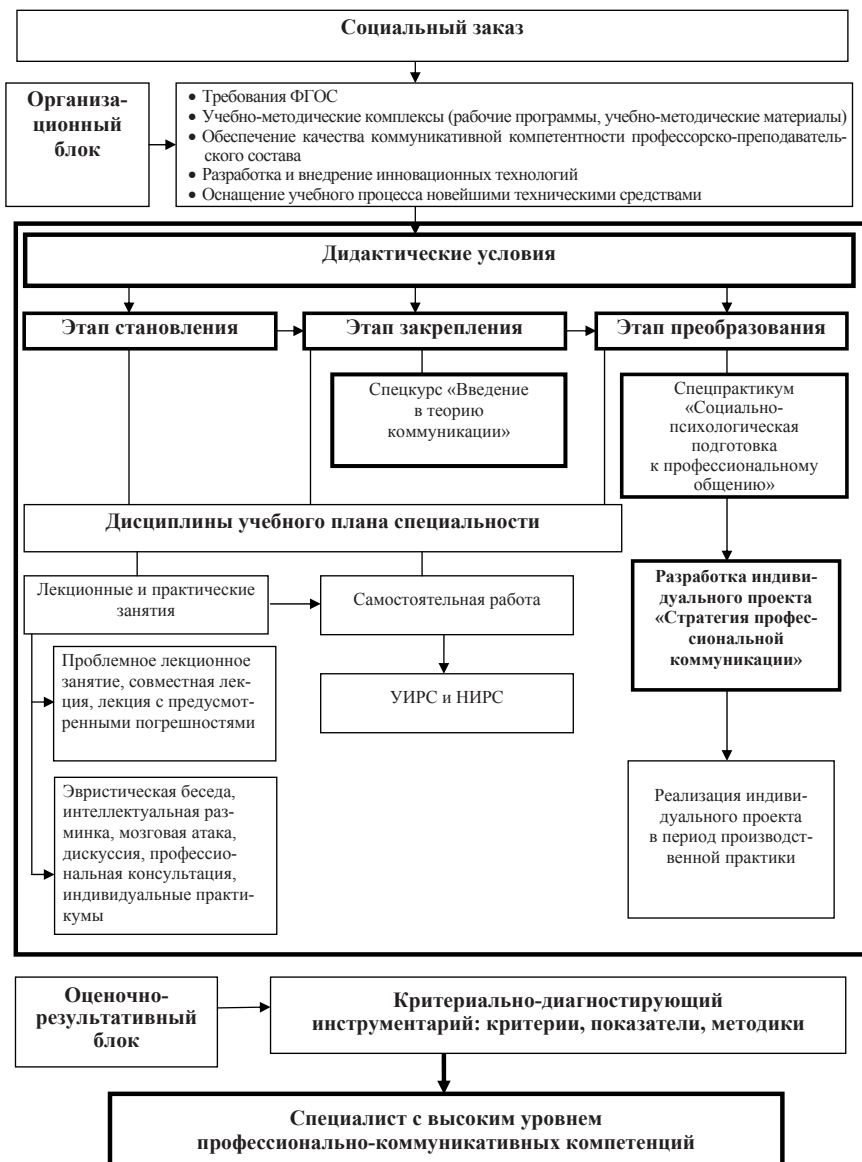 Социальный заказ
Организа-
ционный
блок
• Требования ФГОС
• Учебно-методические комплексы (рабочие программы, учебно-методические материалы)
• Обеспечение качества коммуникативной компетентности профессорско-преподаватель-
ского состава
• Разработка и внедрение инновационных технологий
• Оснащение учебного процесса новейшими техническими средствами
Дидактические условия
Этап становления
Этап закрепления
Этап преобразования
Спецкурс «Введение
в теорию
коммуникации»
Спецпрактикум
«Социально-
психологическая
подготовка
к профессиональному
общению»
Дисциплины учебного плана специальности
Лекционные и практические
занятия
Самостоятельная работа
Разработка индиви-
дуального проекта
«Стратегия профес-
сиональной
коммуникации»
Проблемное лекционное
занятие, совместная лек-
ция, лекция с предусмот-
ренными погрешностями
УИРС и НИРС
Эвристическая беседа,
интеллектуальная раз-
минка, мозговая атака,
дискуссия, профессио-
нальная консультация,
индивидуальные практи-
кумы
Реализация индиви-
дуального проекта
в период производст-
венной практики
Оценочно-
результативный
блок
Критериально-диагностирующий
инструментарий: критерии, показатели, методики
Специалист с высоким уровнем
профессионально-коммуникативных компетенций